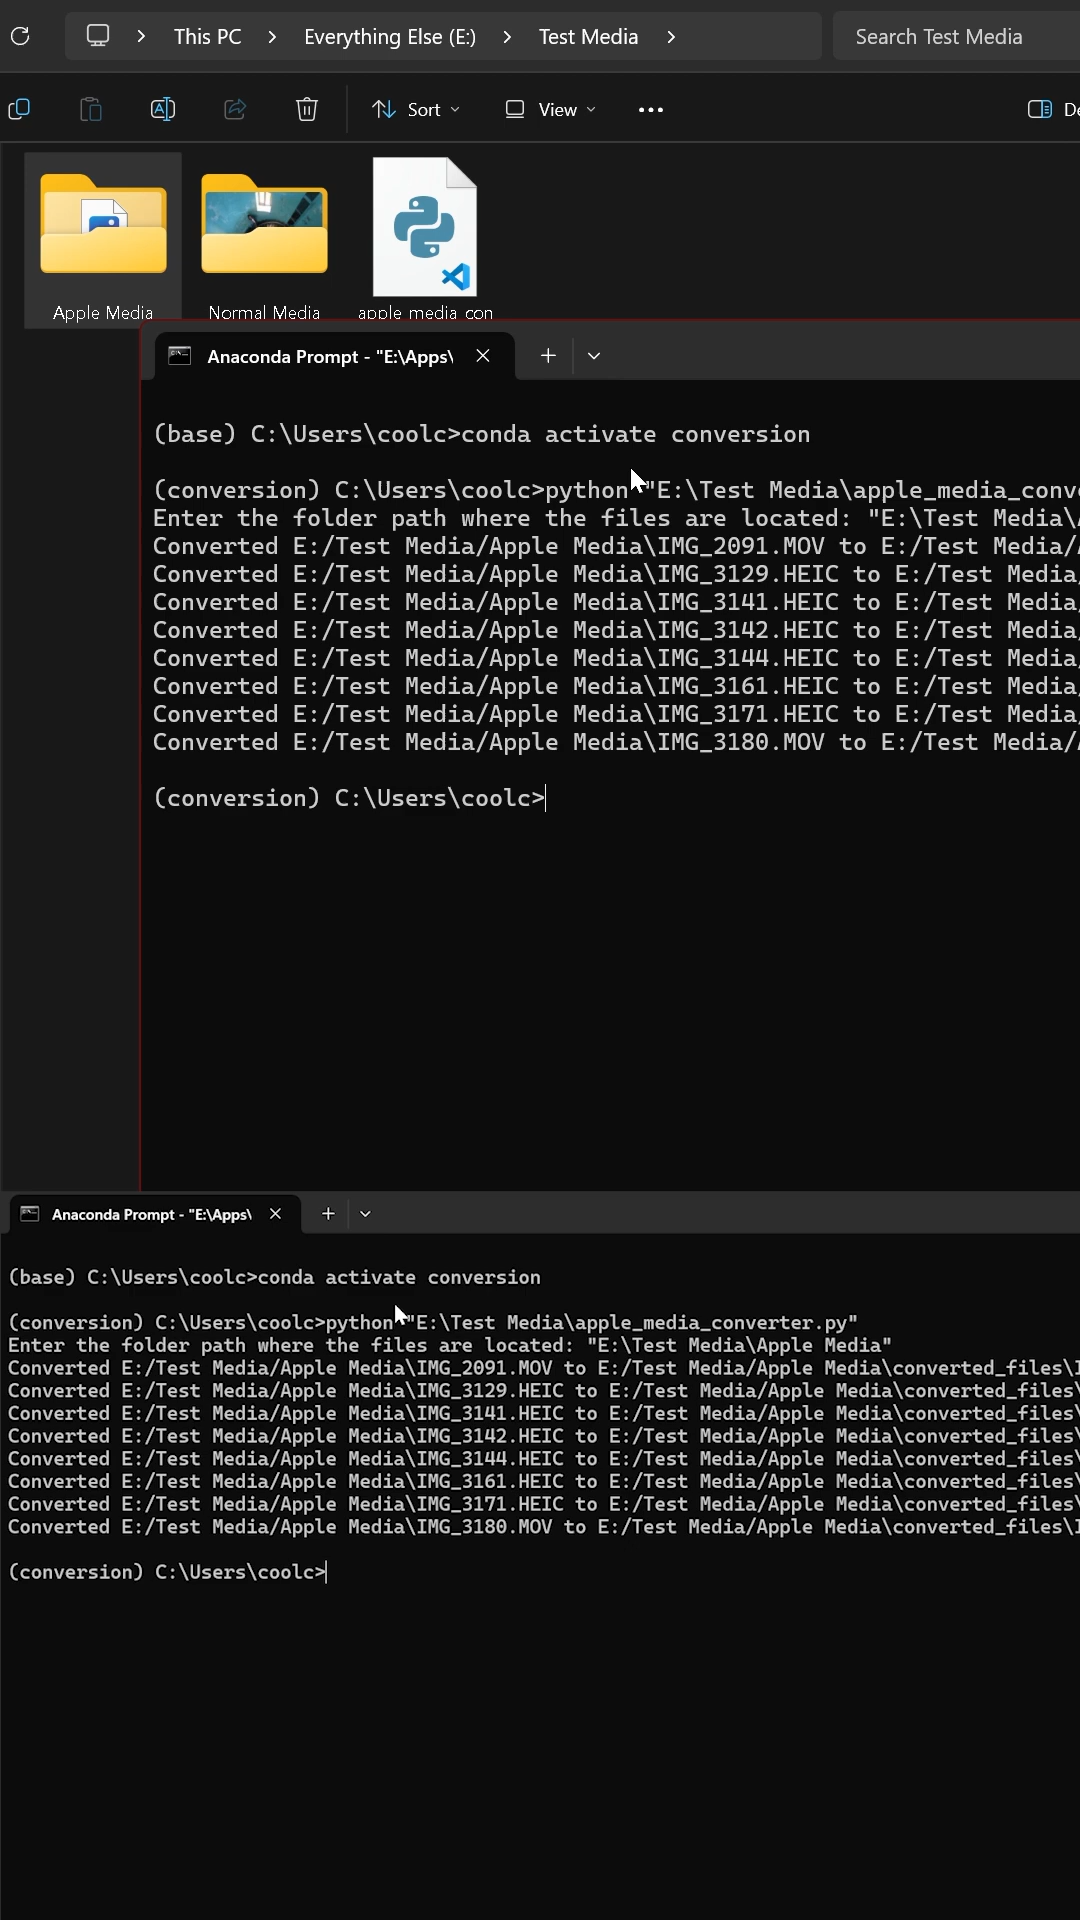 This PC > Everything Else (E:) > Test Media >
Search Test Media
Sort
View
Apple Media
Normal Media
apple_media_con
Anaconda Prompt - "E:\Apps\
(base) C:\Users\coolc>conda activate conversion
(conversion) C:\Users\coolc>python "E:\Test Media\apple_media_conve
Enter the folder path where the files are located: "E:\Test Media\
Converted E:/Test Media/Apple Media\IMG_2091.MOV to E:/Test Media/
Converted E:/Test Media/Apple Media\IMG_3129.HEIC to E:/Test Media
Converted E:/Test Media/Apple Media\IMG_3141.HEIC to E:/Test Media
Converted E:/Test Media/Apple Media\IMG_3142.HEIC to E:/Test Media
Converted E:/Test Media/Apple Media\IMG_3144.HEIC to E:/Test Media
Converted E:/Test Media/Apple Media\IMG_3161.HEIC to E:/Test Media
Converted E:/Test Media/Apple Media\IMG_3171.HEIC to E:/Test Media
Converted E:/Test Media/Apple Media\IMG_3180.MOV to E:/Test Media/
(conversion) C:\Users\coolc>
Anaconda Prompt - "E:\Apps\
(base) C:\Users\coolc>conda activate conversion
(conversion) C:\Users\coolc>python "E:\Test Media\apple_media_converter.py"
Enter the folder path where the files are located: "E:\Test Media\Apple Media"
Converted E:/Test Media/Apple Media\IMG_2091.MOV to E:/Test Media/Apple Media\converted_files\I
Converted E:/Test Media/Apple Media\IMG_3129.HEIC to E:/Test Media/Apple Media\converted_files\
Converted E:/Test Media/Apple Media\IMG_3141.HEIC to E:/Test Media/Apple Media\converted_files\
Converted E:/Test Media/Apple Media\IMG_3142.HEIC to E:/Test Media/Apple Media\converted_files\
Converted E:/Test Media/Apple Media\IMG_3144.HEIC to E:/Test Media/Apple Media\converted_files\
Converted E:/Test Media/Apple Media\IMG_3161.HEIC to E:/Test Media/Apple Media\converted_files\
Converted E:/Test Media/Apple Media\IMG_3171.HEIC to E:/Test Media/Apple Media\converted_files\
Converted E:/Test Media/Apple Media\IMG_3180.MOV to E:/Test Media/Apple Media\converted_files\I
(conversion) C:\Users\coolc>